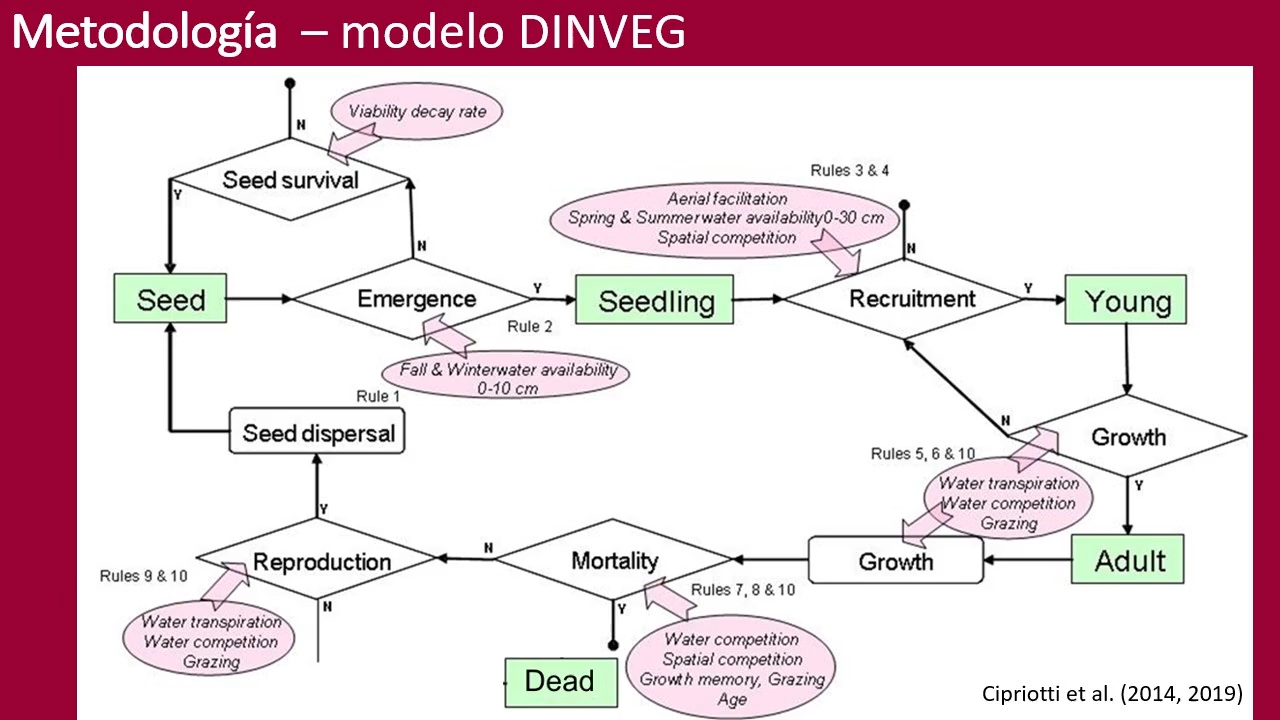 Metodología – modelo DINVEG
Viability decay rate
N
Seed survival
Y
Rules 3 & 4
Aerial facilitation
Spring & Summerwater availability0-30 cm
Spatial competition
N
N
Seed
Emergence
Y
Seedling
Recruitment
Y
Young
Rule 2
Fall & Winterwater availability
0-10 cm
Rule 1
Seed dispersal
N
Growth
Rules 5, 6 & 10
Water transpiration
Water competition
Grazing
Y
Y
Reproduction
N
Mortality
Growth
Adult
Rules 9 & 10
Rules 7, 8 & 10
N
Y
Water transpiration
Water competition
Grazing
Water competition
Spatial competition
Growth memory, Grazing
Age
Dead
Cipriotti et al. (2014, 2019)